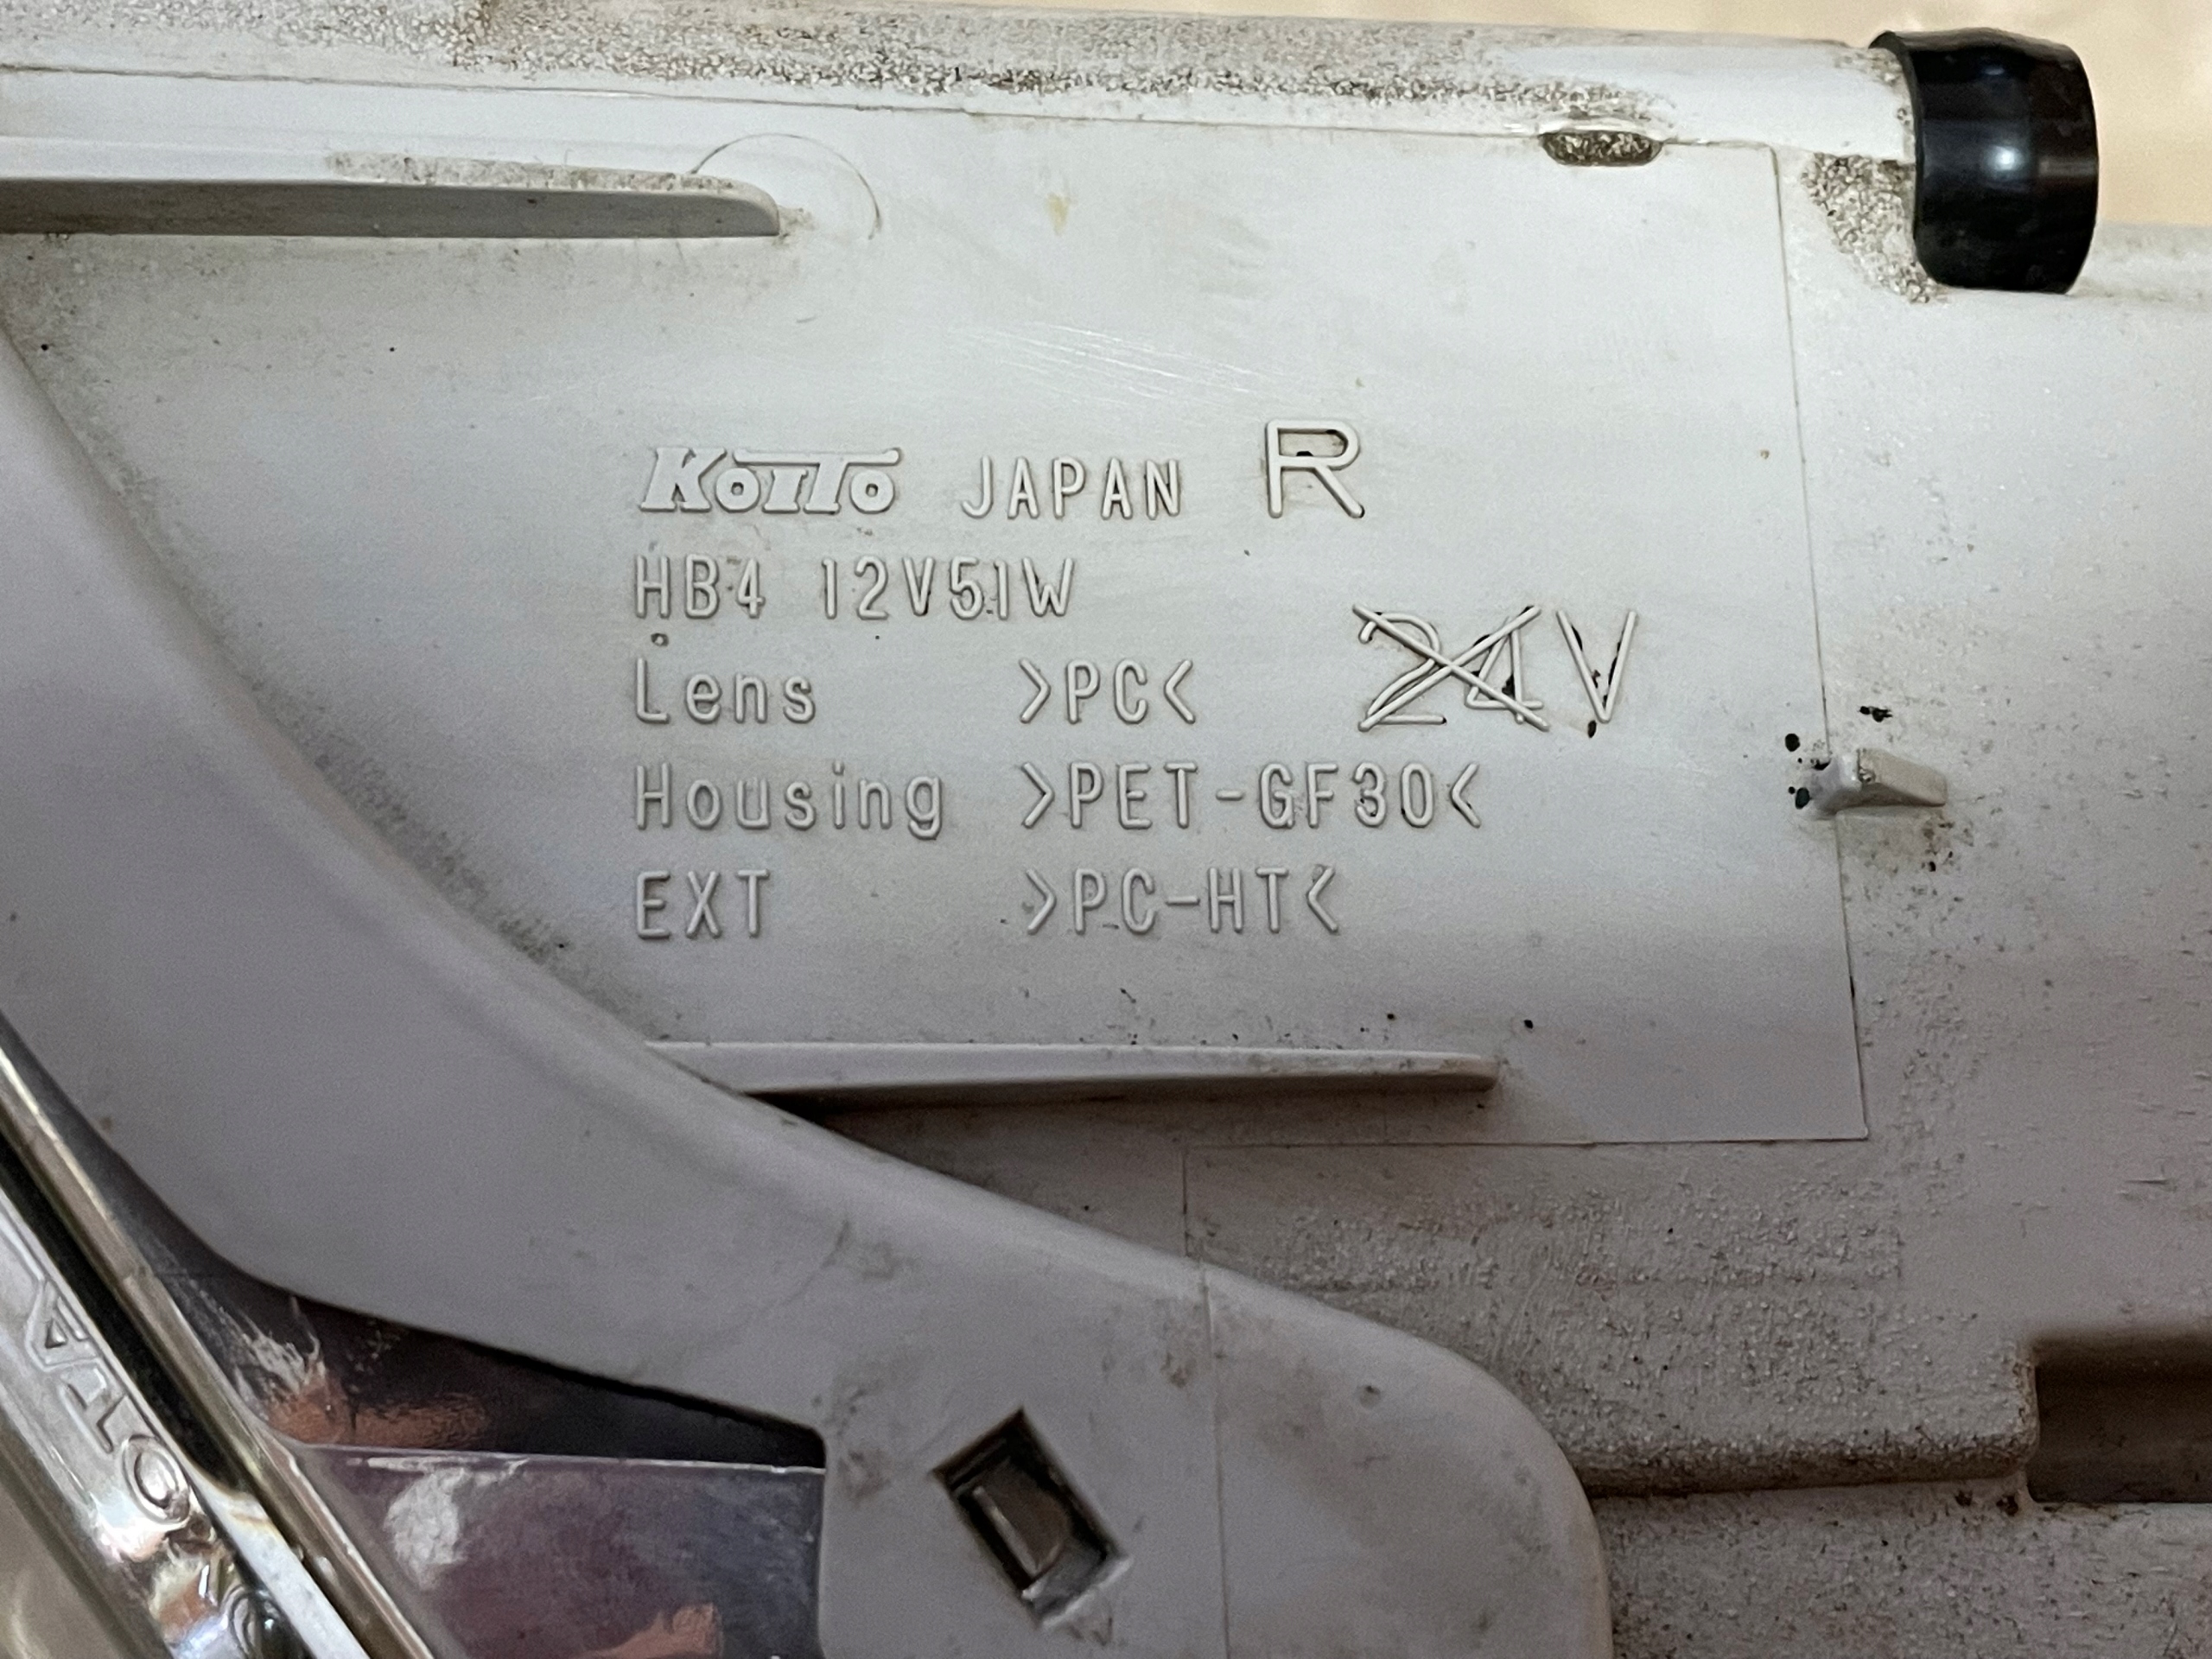 KOITO JAPAN R
HB4 12V51W
24V
Lens >PC<
Housing >PET-GF30<
EXT >PC-HT<